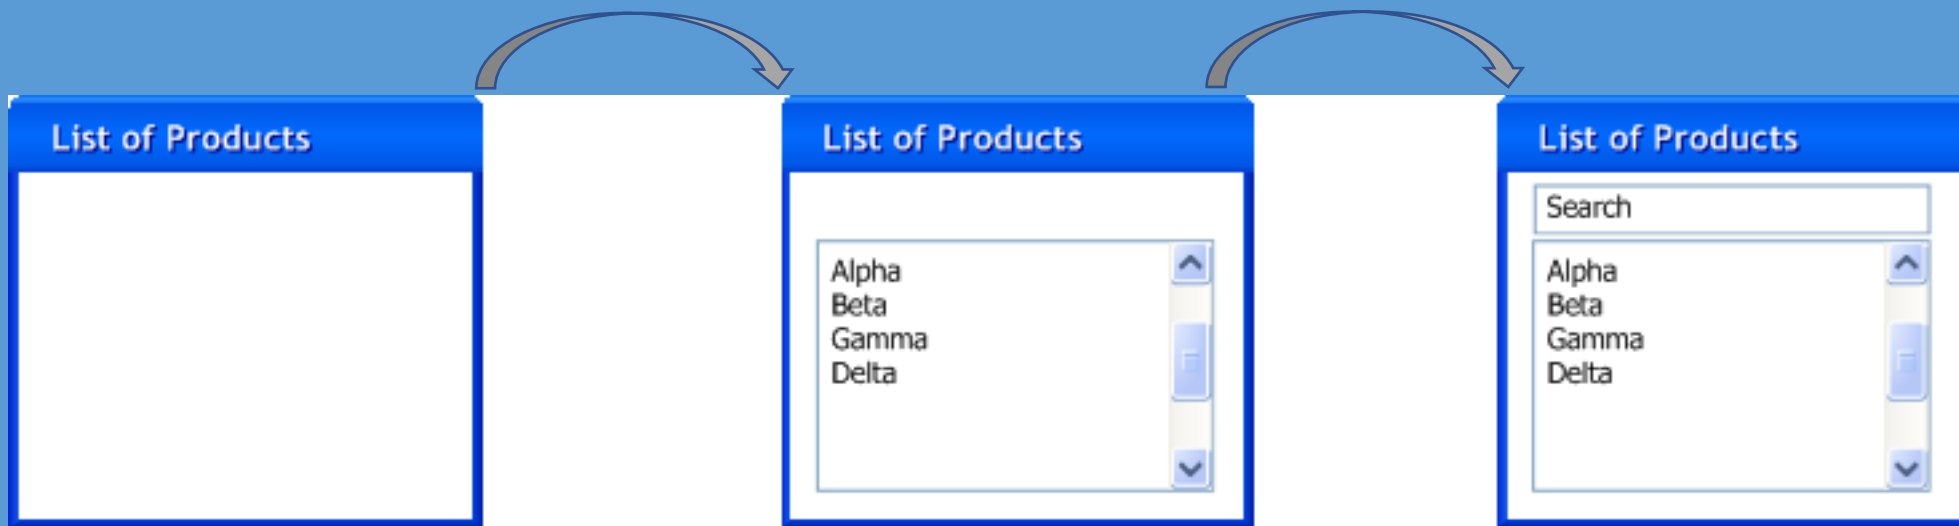 List of Products
List of Products
Alpha
Beta
Gamma
Delta
List of Products
Search
Alpha
Beta
Gamma
Delta